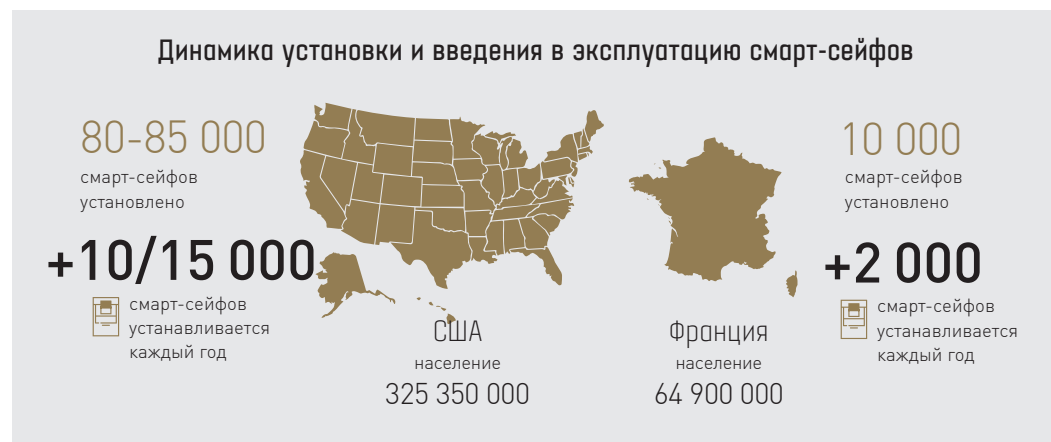 Динамика установки и введения в эксплуатацию смарт-сейфов
80-85 000
смарт-сейфов
установлено
+10/15 000
смарт-сейфов
устанавливается
каждый год
США
население
325 350 000
Франция
население
64 900 000
10 000
смарт-сейфов
установлено
+2 000
смарт-сейфов
устанавливается
каждый год